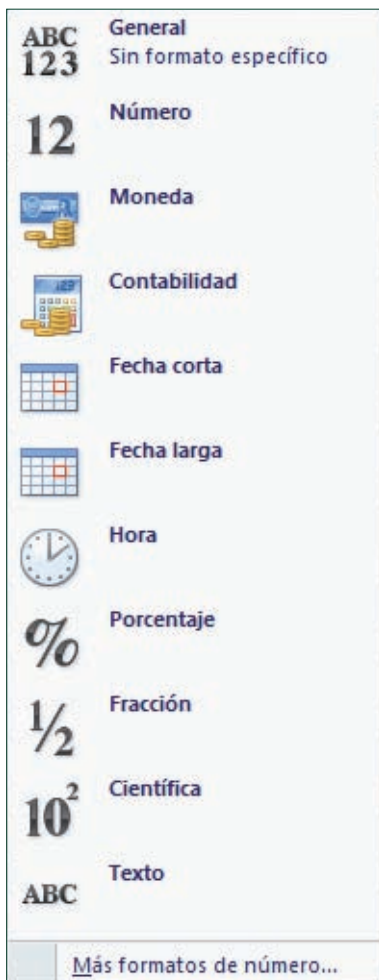 ABC
123
General
Sin formato específico
12
Número
Moneda
123
Contabilidad
Fecha corta
Fecha larga
Hora
%
Porcentaje
½
Fracción
10²
Científica
ABC
Texto
Más formatos de número...